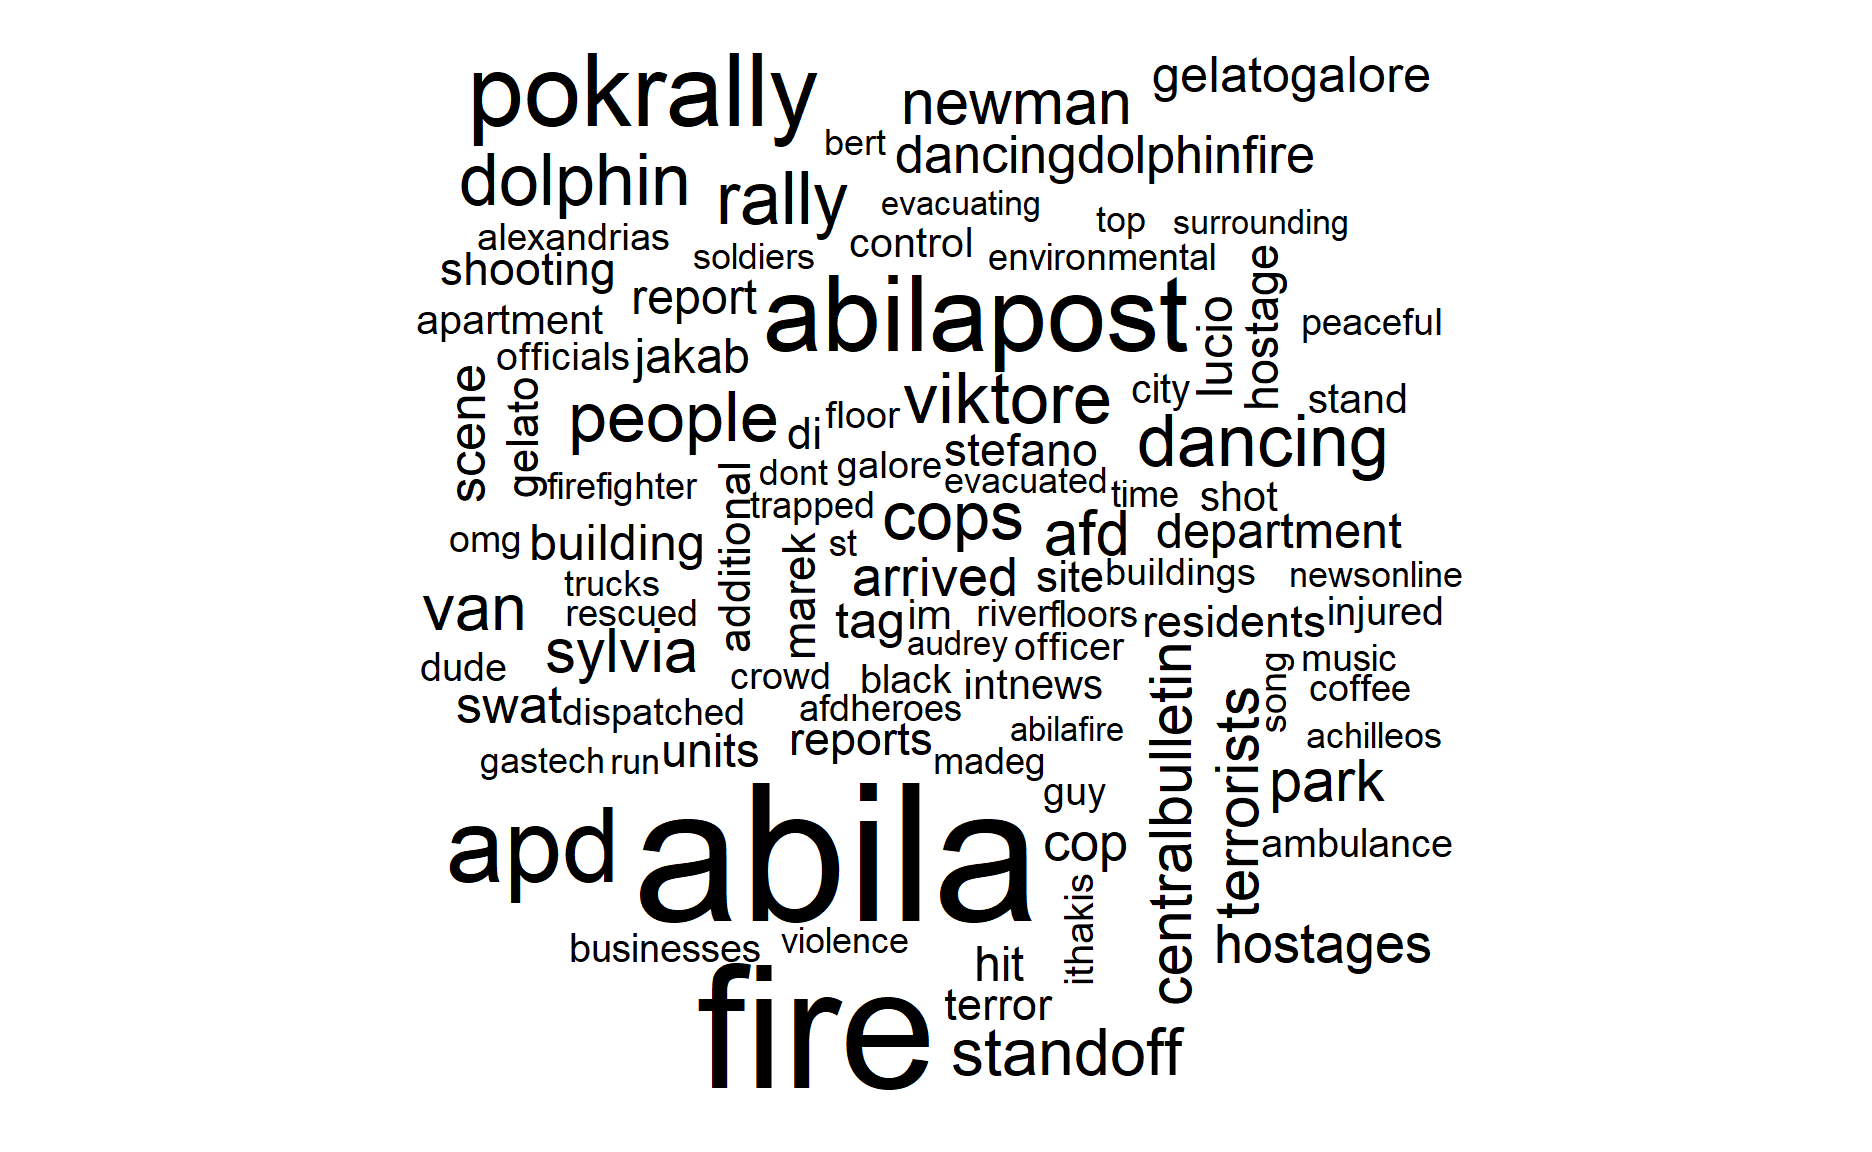 pokrally
newman
gelatogalore
bert
dancingdolphinfire
dolphin
rally
evacuating
top
surrounding
alexandrias
soldiers
control
environmental
shooting
report
abilapost
lucio
hostage
peaceful
apartment
officials
jakab
scene
gelato
people
di
floor
viktore
city
stand
stefano
dancing
firefighter
additional
dont
galore
evacuated
time
shot
trapped
cops
afd
department
omg
building
marek
st
trucks
arrived
site
buildings
newsonline
van
rescued
tag
im
river
floors
residents
injured
sylvia
audrey
officer
dude
crowd
black
intnews
centralbulletin
terrorists
song
music
coffee
swat
dispatched
afdheroes
abilafire
achilleos
gastech
run
units
reports
madeg
park
guy
apd
abila
cop
ambulance
ithakis
businesses
violence
hit
hostages
fire
terror
standoff